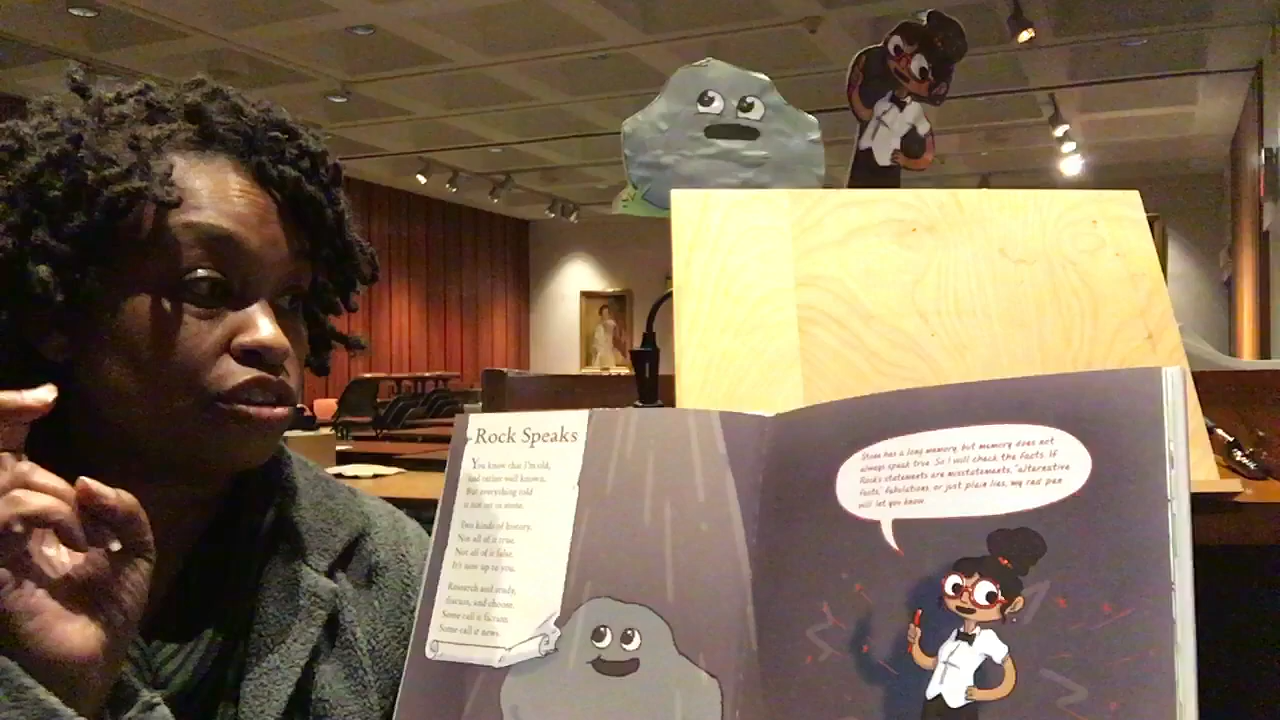 Rock Speaks
You know that I'm old,
and rather well known.
But everything told
is not set in stone.
Two kinds of history.
Not all of it true.
Not all of it false.
It's now up to you.
Research and study,
discuss, and choose.
Some call it fiction.
Some call it news.
Stone has a long memory, but memory does not
always speak true. So I will check the facts. If
Rock's statements are misstatements, "alternative
facts," fabulations, or just plain lies, my red pen
will let you know.